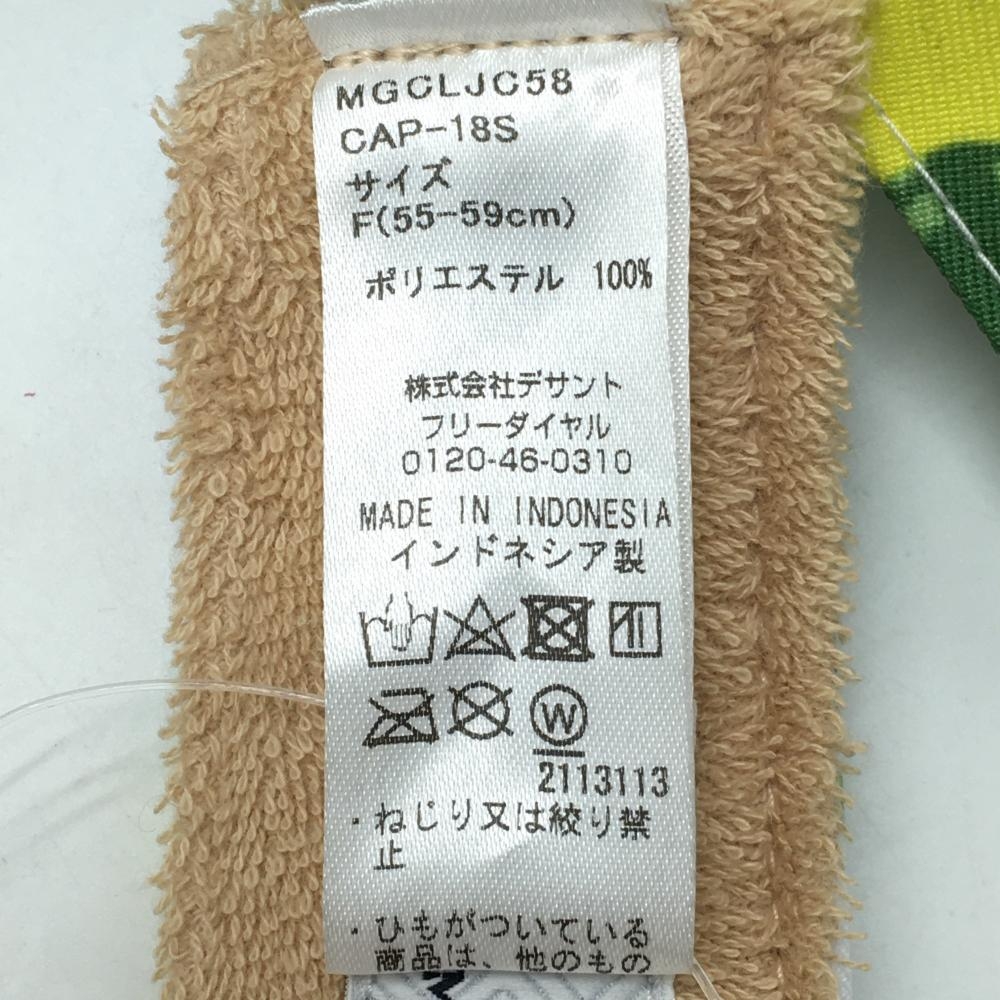 MGCLJC58
CAP-18S
サイズ
F(55-59cm)
ポリエステル 100%
株式会社デサント
フリーダイヤル
0120-46-0310
MADE IN INDONESIA
インドネシア製
W
2113113
・ねじり又は絞り禁
止
・ひもがついている
商品は、他のもの